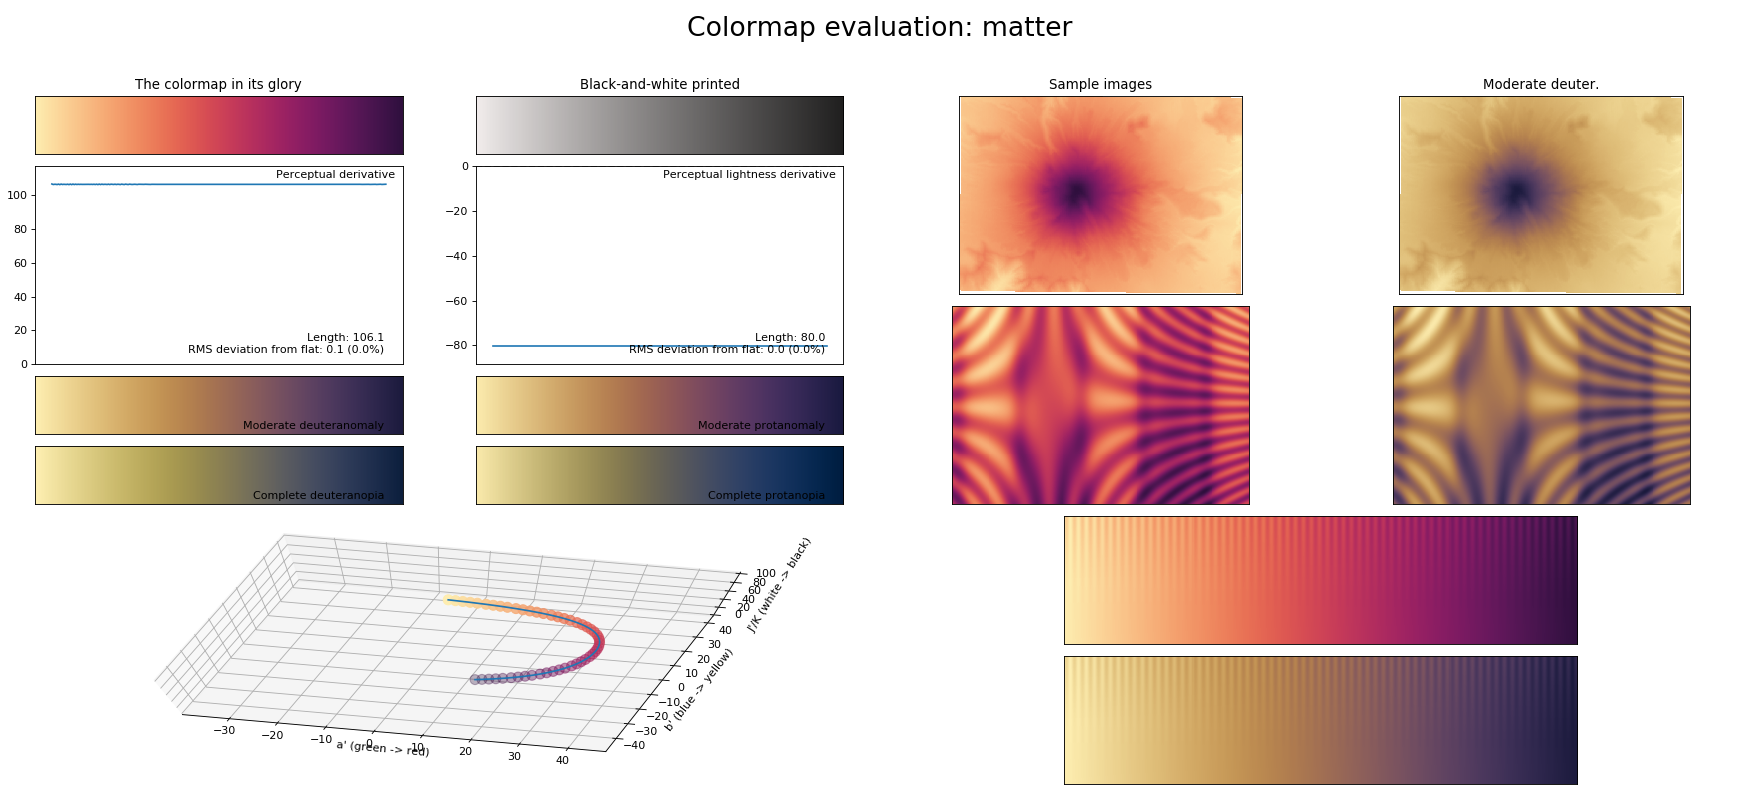 Colormap evaluation: matter
The colormap in its glory
Black-and-white printed
Sample images
Moderate deuter.
Perceptual derivative
100
80
60
40
20
0
Length: 106.1
RMS deviation from flat: 0.1 (0.0%)
Perceptual lightness derivative
0
−20
−40
−60
−80
Length: 80.0
RMS deviation from flat: 0.0 (0.0%)
Moderate deuteranomaly
Moderate protanomaly
Complete deuteranopia
Complete protanopia
100
80
60
40
20
0
J'/K (white -> black)
40
30
20
10
0
−10
−20
−30
−40
b' (blue -> yellow)
−30
−20
−10
0
10
20
30
40
a' (green -> red)